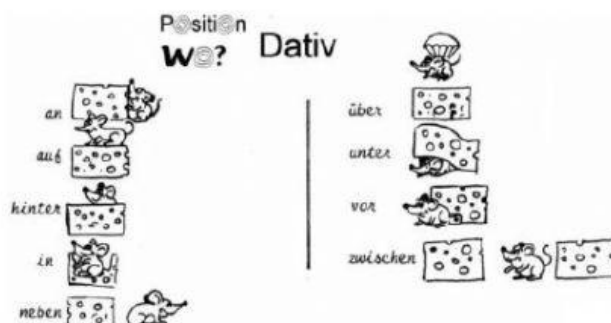 Position
Wo?
Dativ
an
auf
hinter
in
neben
über
unter
vor
zwischen